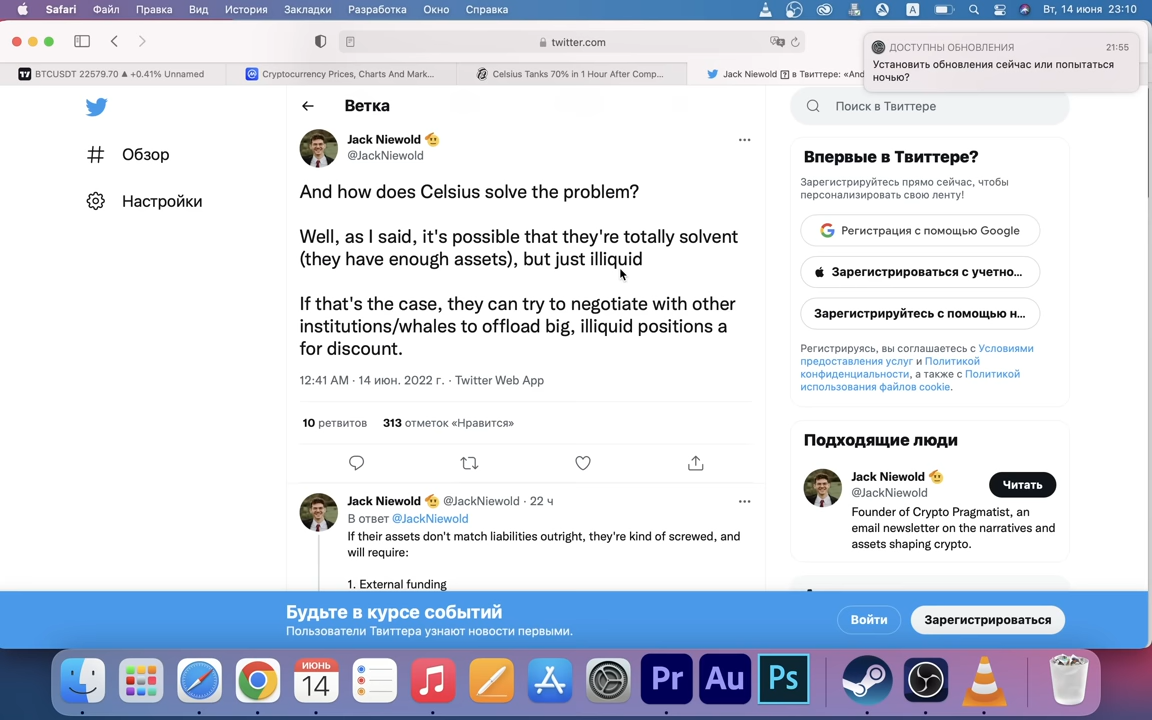 Safari Файл Правка Вид История Закладки Разработка Окно Справка A Вт, 14 июня 23:10
twitter.com
BTCUSDT 22579.70 ▲ +0.41% Unnamed
Cryptocurrency Prices, Charts And Mark...
Celsius Tanks 70% in 1 Hour After Comp...
Jack Niewold ? в Твиттере: «And
ДОСТУПНЫ ОБНОВЛЕНИЯ 21:55
Установить обновления сейчас или попытаться
ночью?
Обзор
Настройки
Ветка
Jack Niewold
@JackNiewold
And how does Celsius solve the problem?
Well, as I said, it's possible that they're totally solvent
(they have enough assets), but just illiquid
If that's the case, they can try to negotiate with other
institutions/whales to offload big, illiquid positions a
for discount.
12:41 AM · 14 июн. 2022 г. · Twitter Web App
10 ретвитов 313 отметок «Нравится»
Jack Niewold @JackNiewold · 22 ч
В ответ @JackNiewold
If their assets don't match liabilities outright, they're kind of screwed, and
will require:
1. External funding
Поиск в Твиттере
Впервые в Твиттере?
Зарегистрируйтесь прямо сейчас, чтобы
персонализировать свою ленту!
Регистрация с помощью Google
Зарегистрироваться с учетно...
Зарегистрируйтесь с помощью н...
Регистрируясь, вы соглашаетесь с Условиями
предоставления услуг и Политикой
конфиденциальности, а также с Политикой
использования файлов cookie.
Подходящие люди
Jack Niewold
@JackNiewold
Читать
Founder of Crypto Pragmatist, an
email newsletter on the narratives and
assets shaping crypto.
Будьте в курсе событий
Пользователи Твиттера узнают новости первыми.
Войти
Зарегистрироваться
ИЮНЬ
14
Pr
Au
Ps